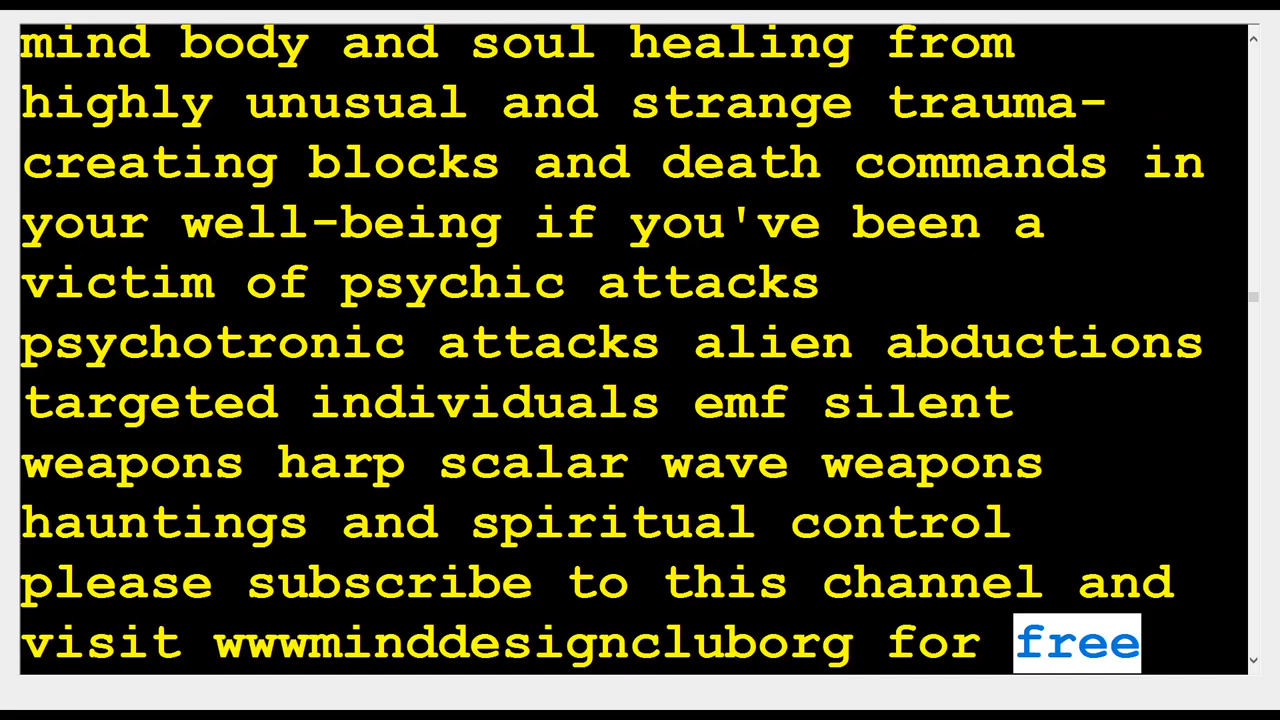 mind body and soul healing from
highly unusual and strange trauma-
creating blocks and death commands in
your well-being if you've been a
victim of psychic attacks
psychotronic attacks alien abductions
targeted individuals emf silent
weapons harp scalar wave weapons
hauntings and spiritual control
please subscribe to this channel and
visit wwwminddesigncluborg for free